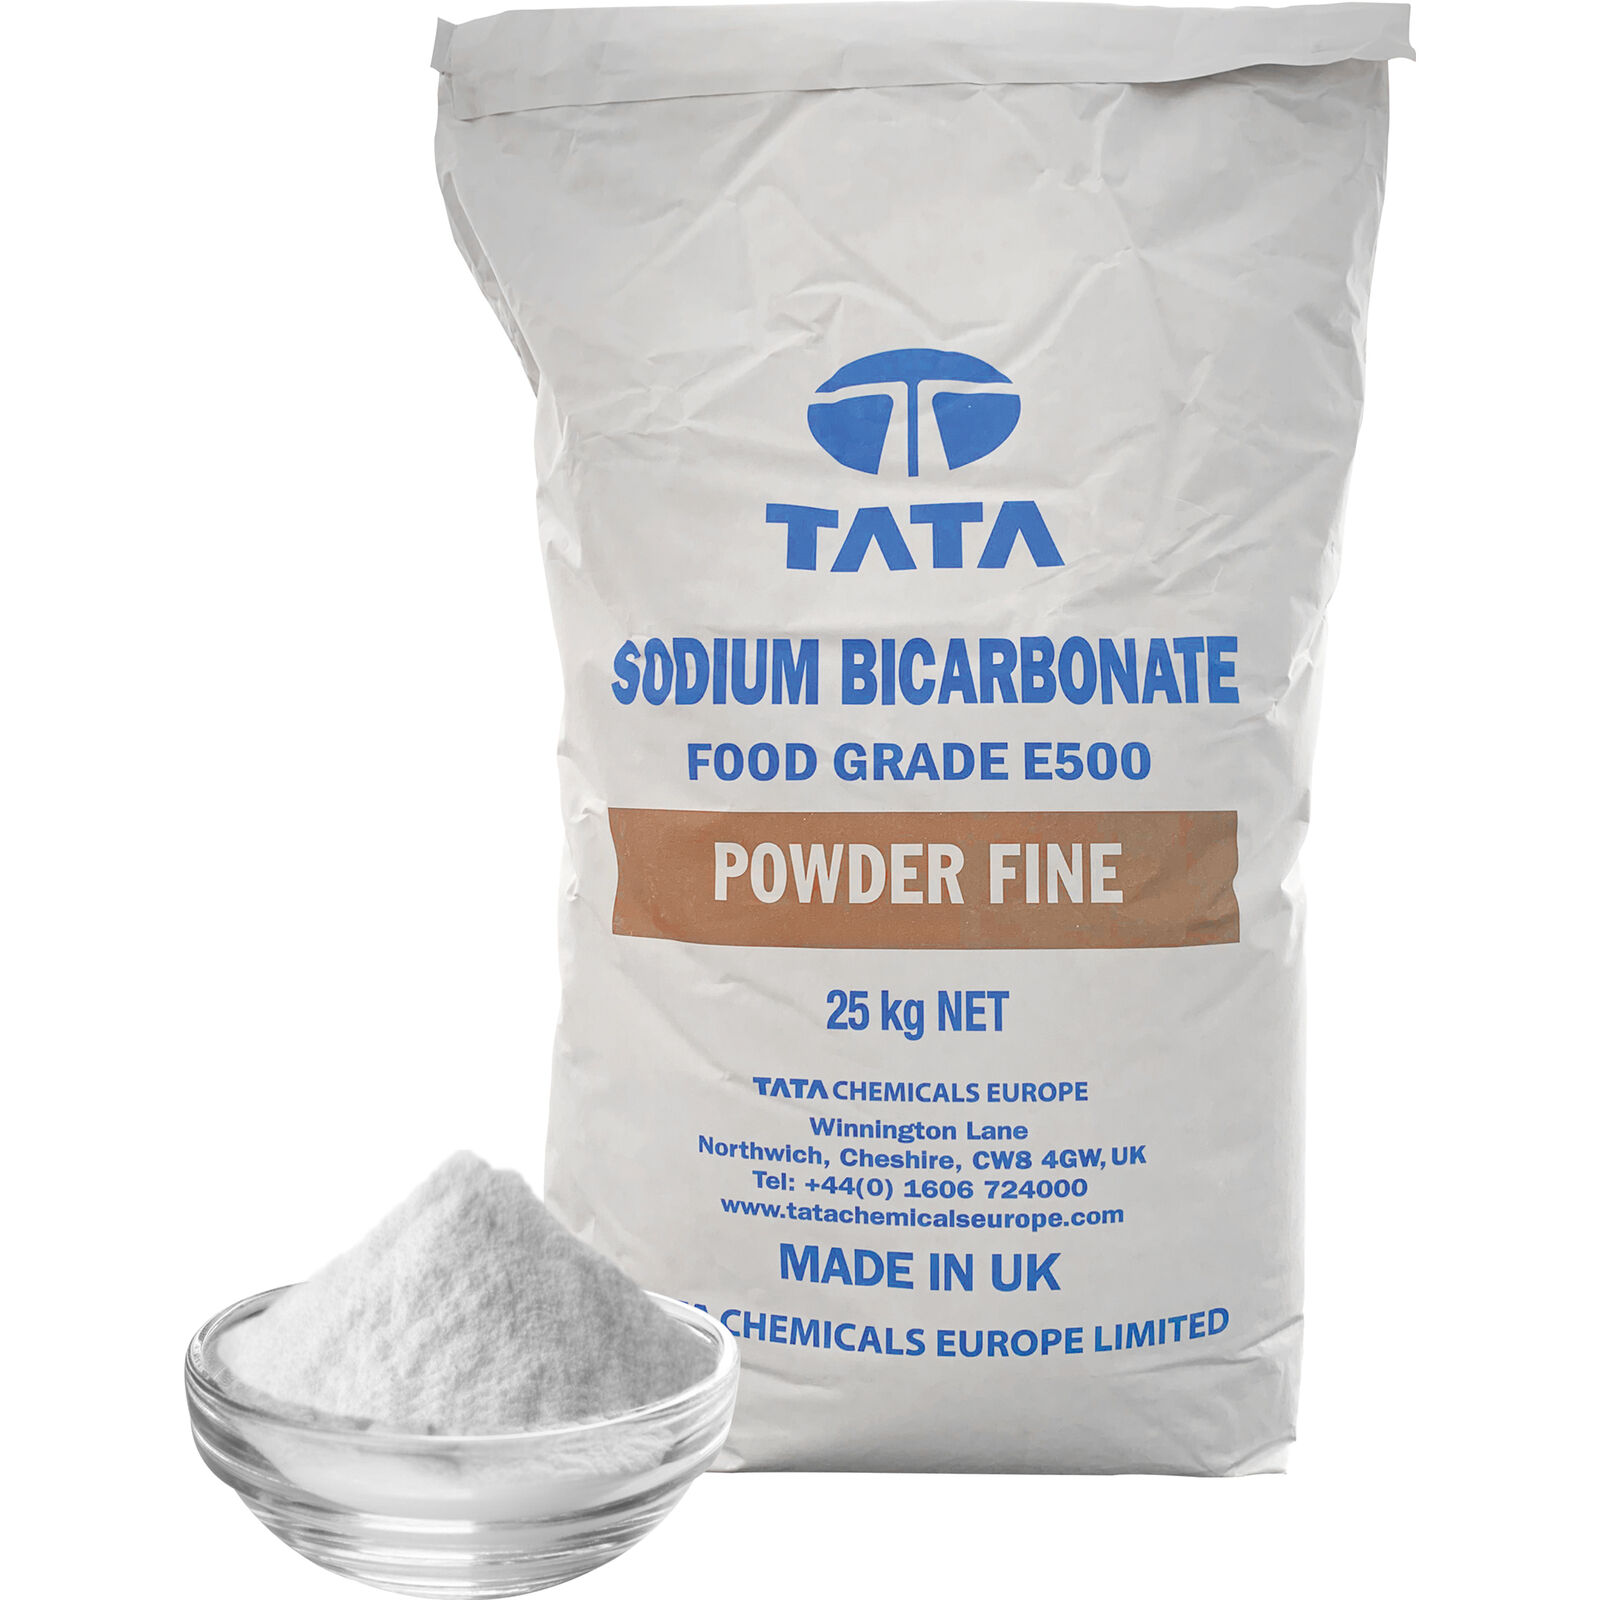 TATA
SODIUM BICARBONATE
FOOD GRADE E500
POWDER FINE
25 kg NET
TATA CHEMICALS EUROPE
Winnington Lane
Northwich, Cheshire, CW8 4GW, UK
Tel: +44(0) 1606 724000
www.tatachemicalseurope.com
MADE IN UK
CHEMICALS EUROPE LIMITED